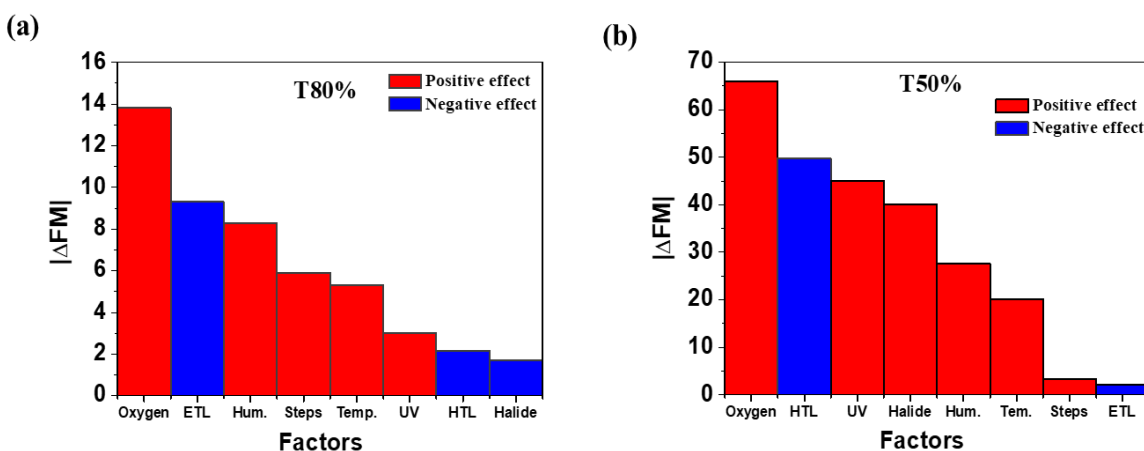 (a)
16
14
12
10
8
6
4
2
0
|ΔFM|
T80%
Positive effect
Negative effect
Oxygen ETL Hum. Steps Temp. UV HTL Halide
Factors
(b)
70
60
50
40
30
20
10
0
|ΔFM|
T50%
Positive effect
Negative effect
Oxygen HTL UV Halide Hum. Tem. Steps ETL
Factors